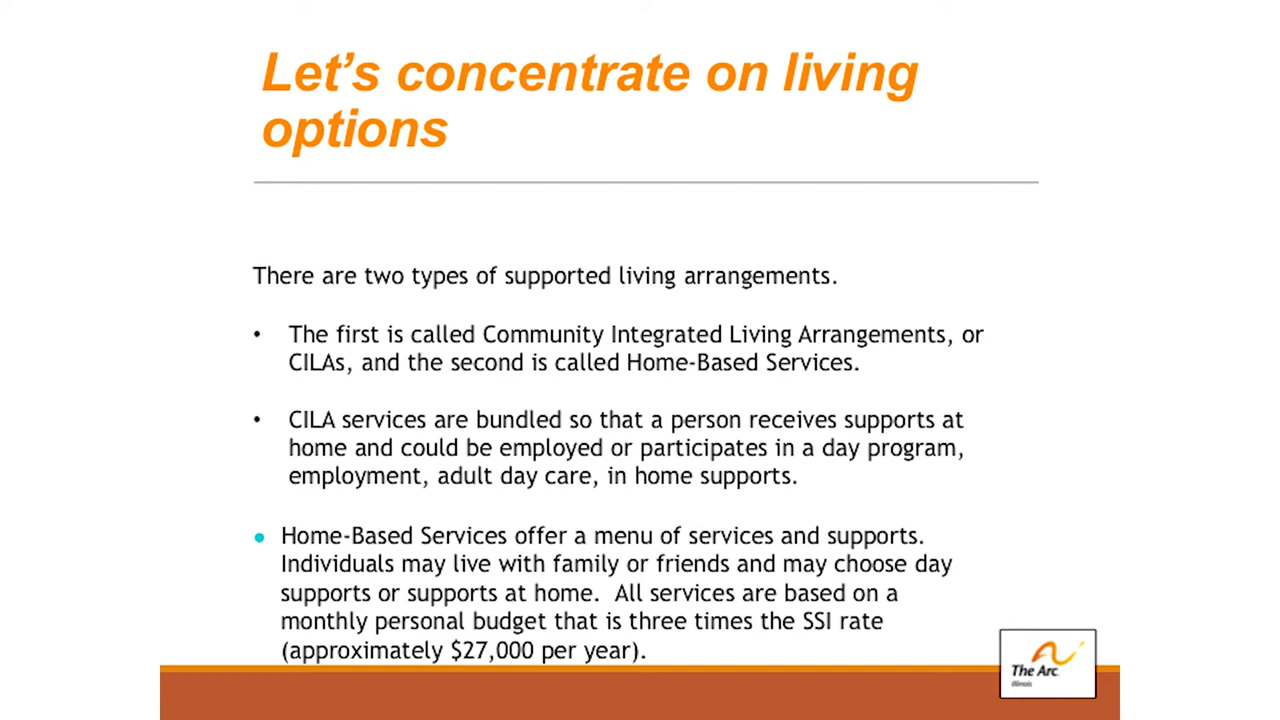 Let's concentrate on living
options
There are two types of supported living arrangements.
• The first is called Community Integrated Living Arrangements, or
CILAs, and the second is called Home-Based Services.
• CILA services are bundled so that a person receives supports at
home and could be employed or participates in a day program,
employment, adult day care, in home supports.
• Home-Based Services offer a menu of services and supports.
Individuals may live with family or friends and may choose day
supports or supports at home.  All services are based on a
monthly personal budget that is three times the SSI rate
(approximately $27,000 per year).
The Arc
Illinois